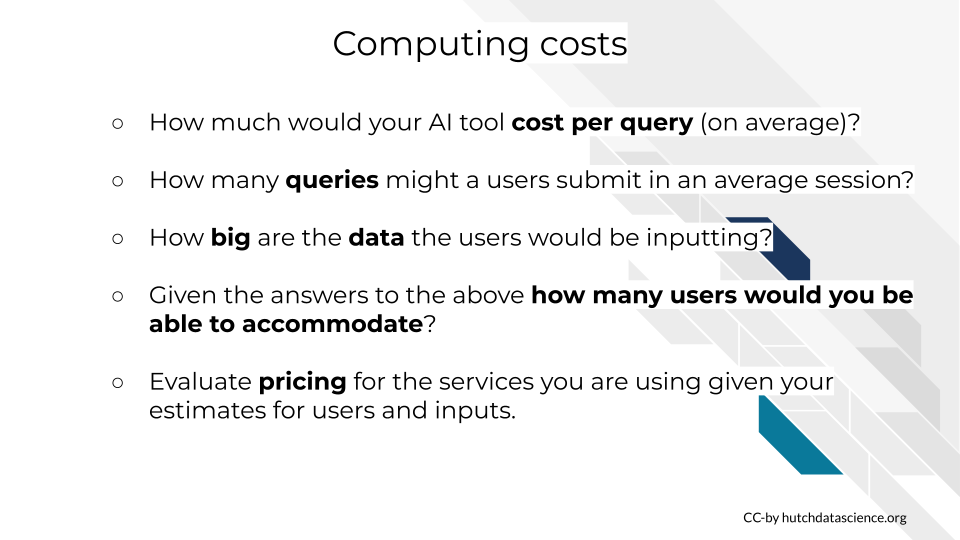 Computing costs
○ How much would your AI tool cost per query (on average)?
○ How many queries might a users submit in an average session?
○ How big are the data the users would be inputting?
○ Given the answers to the above how many users would you be
able to accommodate?
○ Evaluate pricing for the services you are using given your
estimates for users and inputs.
CC-by hutchdatascience.org